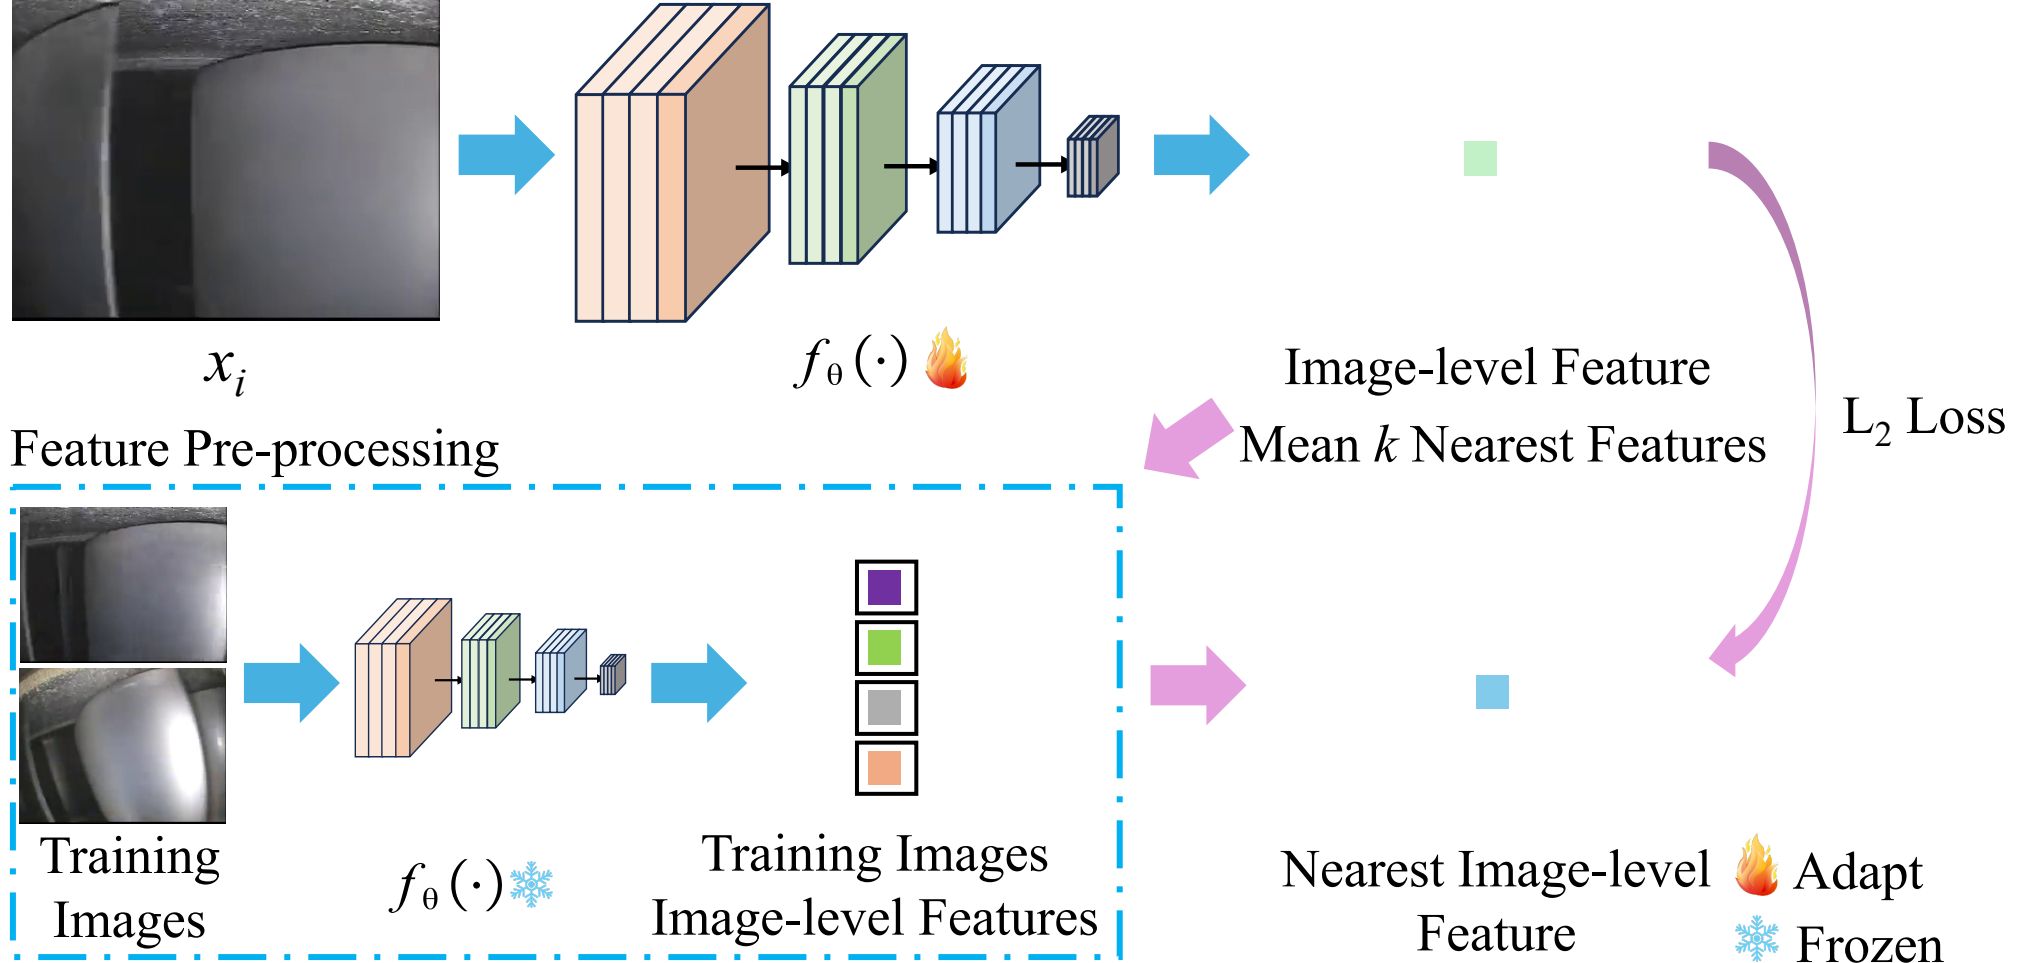 x_i
f_θ(·)
Image-level Feature
Mean k Nearest Features
L₂ Loss
Feature Pre-processing
Training
Images
f_θ(·)
Training Images
Image-level Features
Nearest Image-level
Feature
Adapt
Frozen